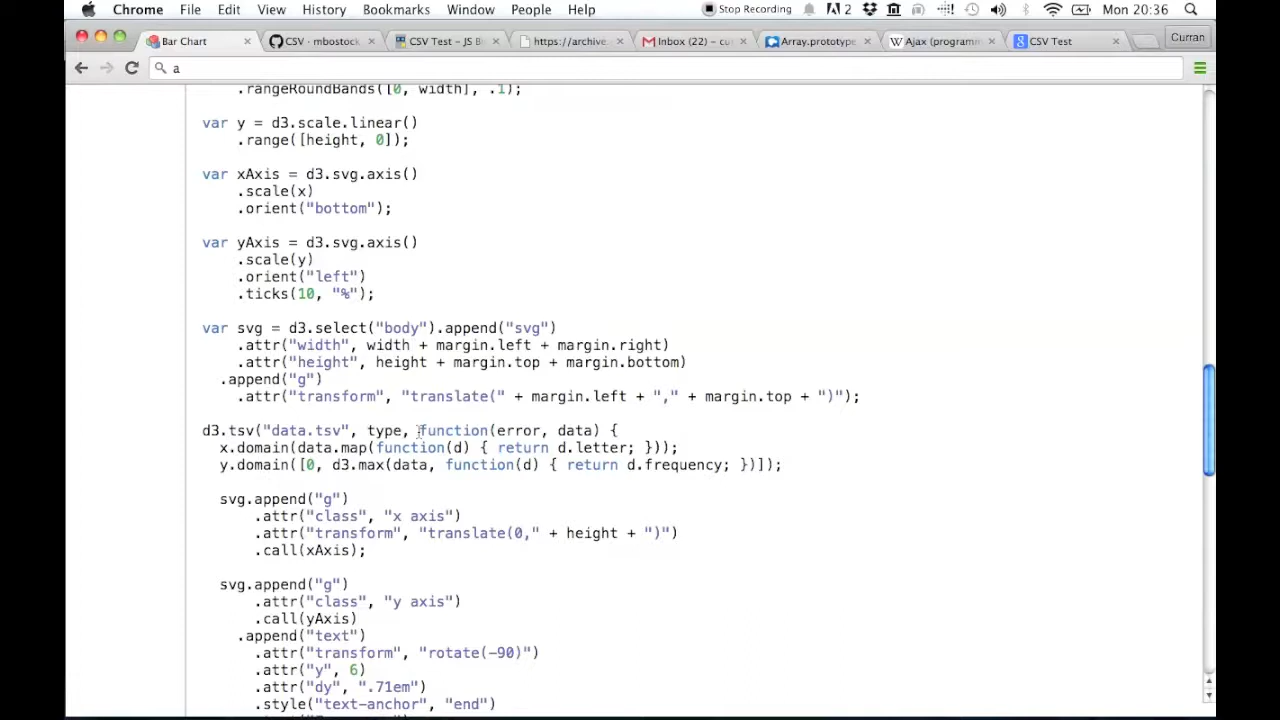 Chrome File Edit View History Bookmarks Window People Help Stop Recording 2 Mon 20:36
Bar Chart CSV - mbostock CSV Test – JS B https://archive. Inbox (22) – cu Array.prototype Ajax (program CSV Test Curran
a
.rangeRoundBands([0, width], .1);
var y = d3.scale.linear()
.range([height, 0]);
var xAxis = d3.svg.axis()
.scale(x)
.orient("bottom");
var yAxis = d3.svg.axis()
.scale(y)
.orient("left")
.ticks(10, "%");
var svg = d3.select("body").append("svg")
.attr("width", width + margin.left + margin.right)
.attr("height", height + margin.top + margin.bottom)
.append("g")
.attr("transform", "translate(" + margin.left + "," + margin.top + ")");
d3.tsv("data.tsv", type, function(error, data) {
x.domain(data.map(function(d) { return d.letter; }));
y.domain([0, d3.max(data, function(d) { return d.frequency; })]);
svg.append("g")
.attr("class", "x axis")
.attr("transform", "translate(0," + height + ")")
.call(xAxis);
svg.append("g")
.attr("class", "y axis")
.call(yAxis)
.append("text")
.attr("transform", "rotate(-90)")
.attr("y", 6)
.attr("dy", ".71em")
.style("text-anchor", "end")